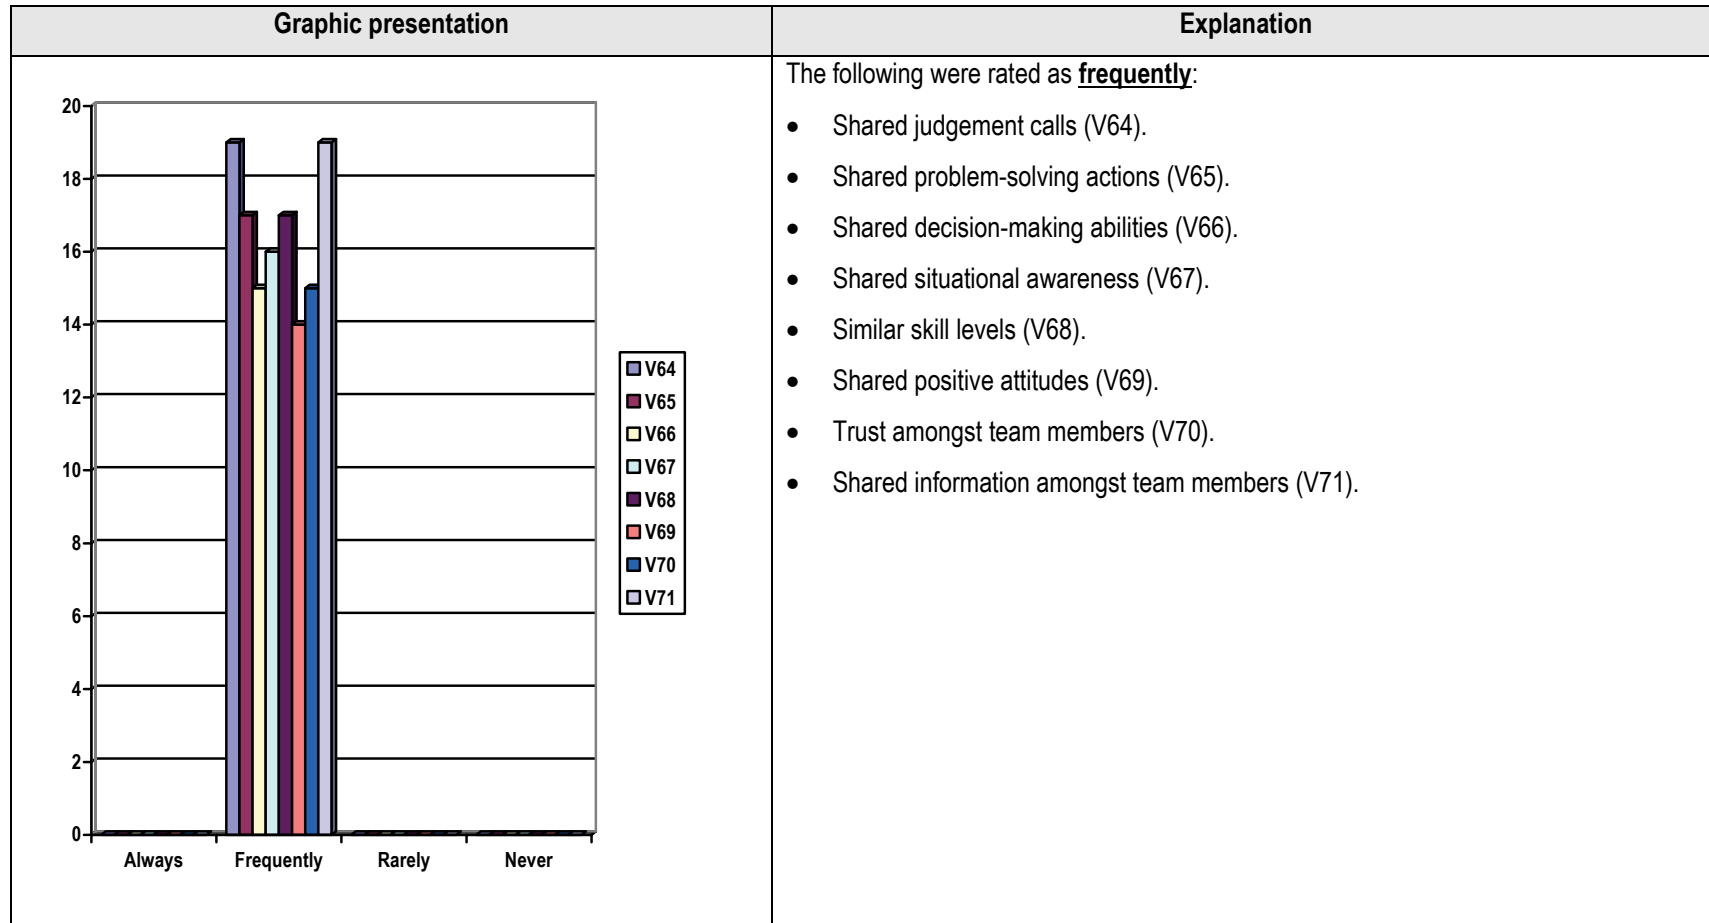 Graphic presentation
Explanation
20
18
16
14
12
10
8
6
4
2
0
Always Frequently Rarely Never
V64
V65
V66
V67
V68
V69
V70
V71
The following were rated as frequently:
• Shared judgement calls (V64).
• Shared problem-solving actions (V65).
• Shared decision-making abilities (V66).
• Shared situational awareness (V67).
• Similar skill levels (V68).
• Shared positive attitudes (V69).
• Trust amongst team members (V70).
• Shared information amongst team members (V71).